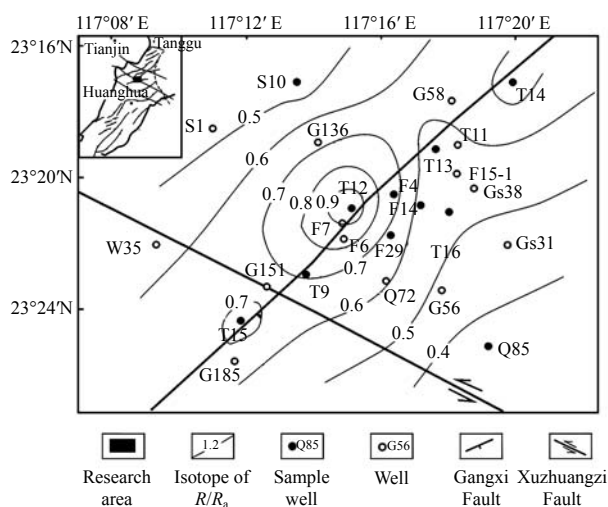 117°08′ E 117°12′ E 117°16′ E 117°20′ E
23°16′N
Tianjin Tanggu
Huanghua
S10
G58
T14
0.5
S1
G136
T11
0.6
T13
23°20′N
F15-1
Gs38
0.7
0.8
0.9
T12
F4
F14
F7
F6
F29
T16
W35
Gs31
0.7
G151
T9
0.6
Q72
G56
23°24′N
0.7
T15
0.5
0.4
Q85
G185
1.2 Q85 G56
Research area
Isotope of R/Ra
Sample well
Well
Gangxi Fault
Xuzhuangzi Fault